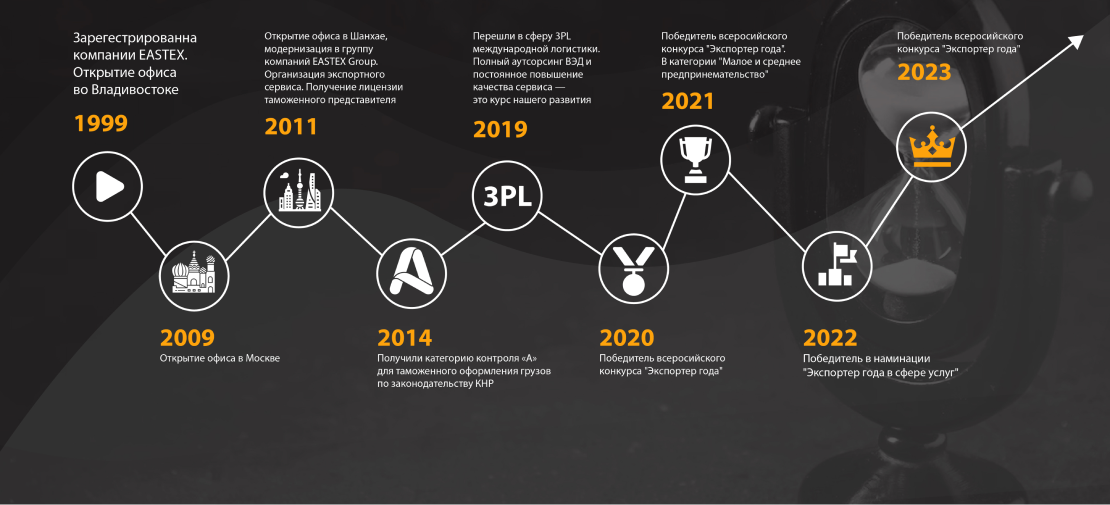 Зарегестрированна
компании EASTEX.
Открытие офиса
во Владивостоке
1999
2009
Открытие офиса в Москве
Открытие офиса в Шанхае,
модернизация в группу
компаний EASTEX Group.
Организация экспортного
сервиса. Получение лицензии
таможенного представителя
2011
2014
Получили категорию контроля «А»
для таможенного оформления грузов
по законодательству КНР
Перешли в сферу 3PL
международной логистики.
Полный аутсорсинг ВЭД и
постоянное повышение
качества сервиса —
это курс нашего развития
2019
3PL
2020
Победитель всеросийского
конкурса "Экспортер года"
Победитель всероссийского
конкурса "Экспортер года".
В категории "Малое и среднее
предпринемательство"
2021
2022
Победитель в наминации
"Экспортер года в сфере услуг"
Победитель всероссийского
конкурса "Экспортер года"
2023